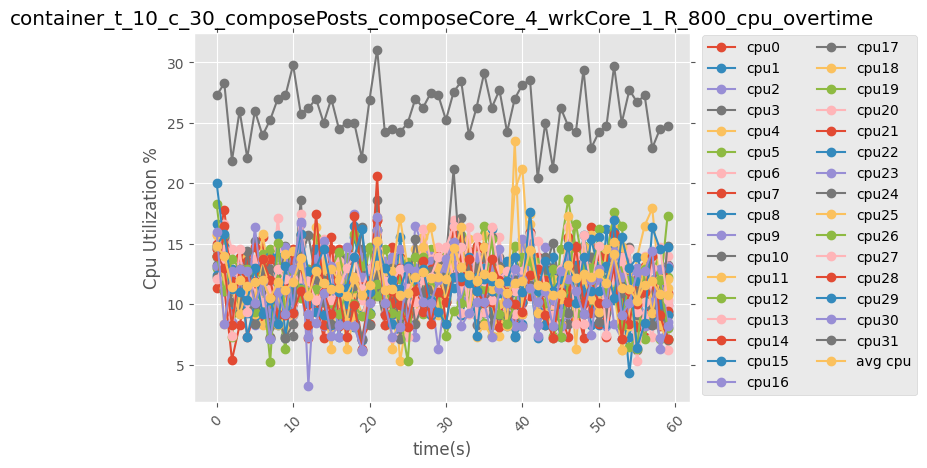 container_t_10_c_30_composePosts_composeCore_4_wrkCore_1_R_800_cpu_overtime
Cpu Utilization %
30
25
20
15
10
5
0
10
20
30
40
50
60
time(s)
cpu0
cpu1
cpu2
cpu3
cpu4
cpu5
cpu6
cpu7
cpu8
cpu9
cpu10
cpu11
cpu12
cpu13
cpu14
cpu15
cpu16
cpu17
cpu18
cpu19
cpu20
cpu21
cpu22
cpu23
cpu24
cpu25
cpu26
cpu27
cpu28
cpu29
cpu30
cpu31
avg cpu